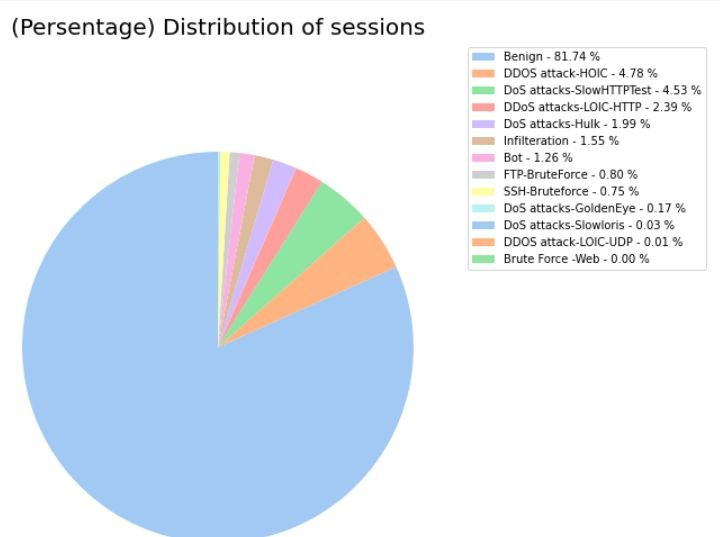 (Persentage) Distribution of sessions
Benign - 81.74 %
DDOS attack-HOIC - 4.78 %
DoS attacks-SlowHTTPTest - 4.53 %
DDoS attacks-LOIC-HTTP - 2.39 %
DoS attacks-Hulk - 1.99 %
Infilteration - 1.55 %
Bot - 1.26 %
FTP-BruteForce - 0.80 %
SSH-Bruteforce - 0.75 %
DoS attacks-GoldenEye - 0.17 %
DoS attacks-Slowloris - 0.03 %
DDOS attack-LOIC-UDP - 0.01 %
Brute Force -Web - 0.00 %